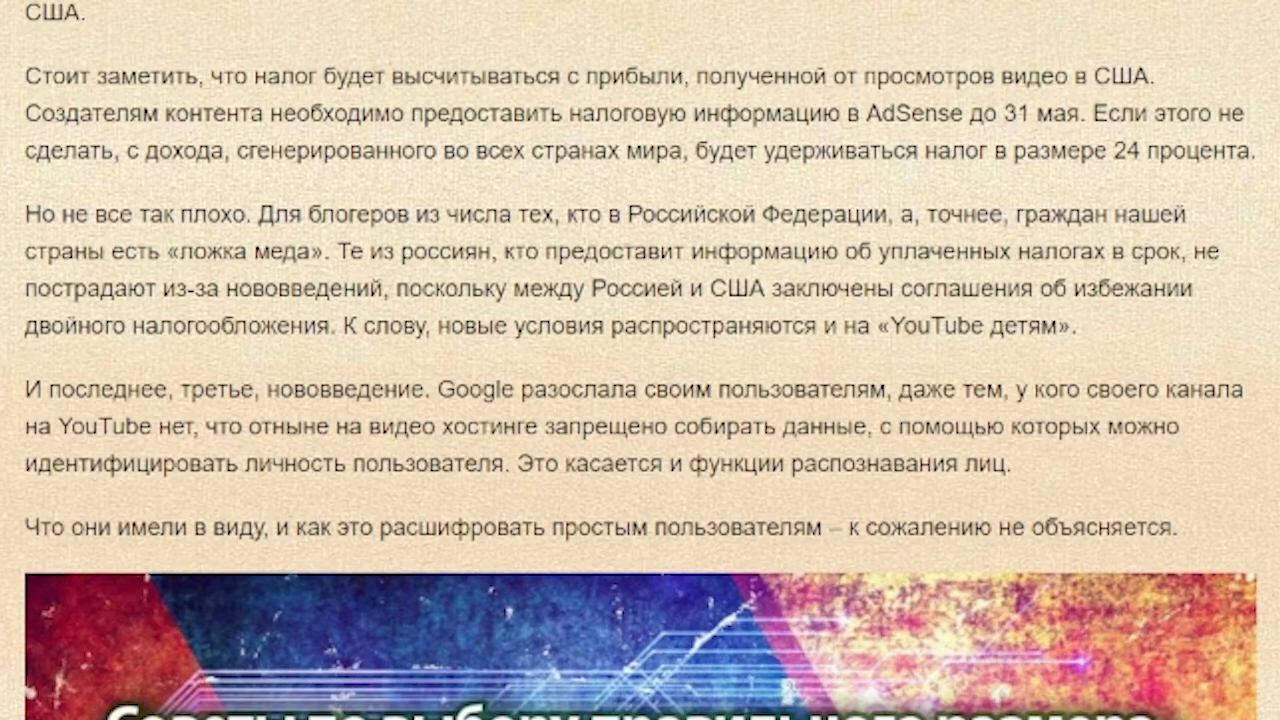 США.
Стоит заметить, что налог будет высчитываться с прибыли, полученной от просмотров видео в США.
Создателям контента необходимо предоставить налоговую информацию в AdSense до 31 мая. Если этого не
сделать, с дохода, сгенерированного во всех странах мира, будет удерживаться налог в размере 24 процента.
Но не все так плохо. Для блогеров из числа тех, кто в Российской Федерации, а, точнее, граждан нашей
страны есть «ложка меда». Те из россиян, кто предоставит информацию об уплаченных налогах в срок, не
пострадают из-за нововведений, поскольку между Россией и США заключены соглашения об избежании
двойного налогообложения. К слову, новые условия распространяются и на «YouTube детям».
И последнее, третье, нововведение. Google разослала своим пользователям, даже тем, у кого своего канала
на YouTube нет, что отныне на видео хостинге запрещено собирать данные, с помощью которых можно
идентифицировать личность пользователя. Это касается и функции распознавания лиц.
Что они имели в виду, и как это расшифровать простым пользователям – к сожалению не объясняется.
Советы по выбору правильного размера